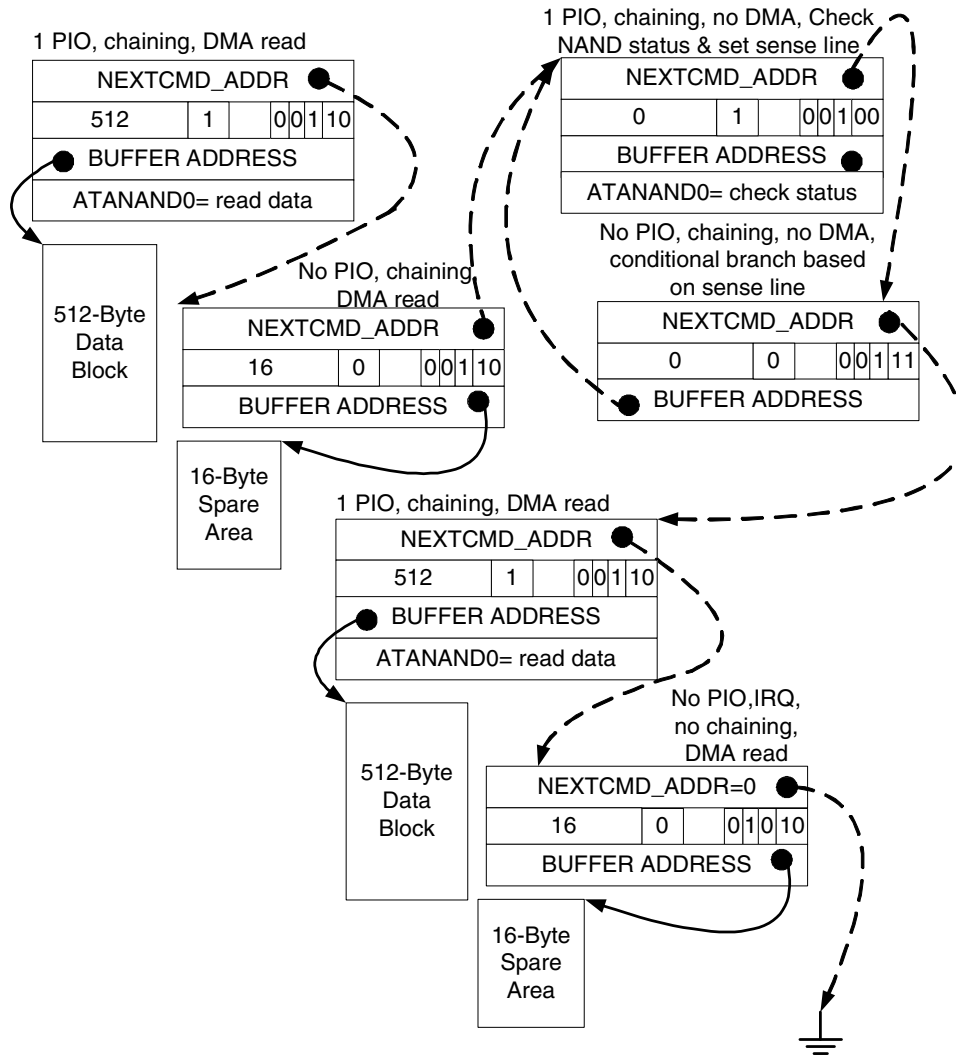 1 PIO, chaining, DMA read
NEXTCMD_ADDR
512 1 0 0 1 10
BUFFER ADDRESS
ATANAND0= read data
512-Byte
Data
Block
No PIO, chaining,
DMA read
NEXTCMD_ADDR
16 0 0 0 1 10
BUFFER ADDRESS
16-Byte
Spare
Area
1 PIO, chaining, no DMA, Check
NAND status & set sense line
NEXTCMD_ADDR
0 1 0 0 1 00
BUFFER ADDRESS
ATANAND0= check status
No PIO, chaining, no DMA,
conditional branch based
on sense line
NEXTCMD_ADDR
0 0 0 0 1 11
BUFFER ADDRESS
1 PIO, chaining, DMA read
NEXTCMD_ADDR
512 1 0 0 1 10
BUFFER ADDRESS
ATANAND0= read data
512-Byte
Data
Block
No PIO,IRQ,
no chaining,
DMA read
NEXTCMD_ADDR=0
16 0 0 1 0 10
BUFFER ADDRESS
16-Byte
Spare
Area